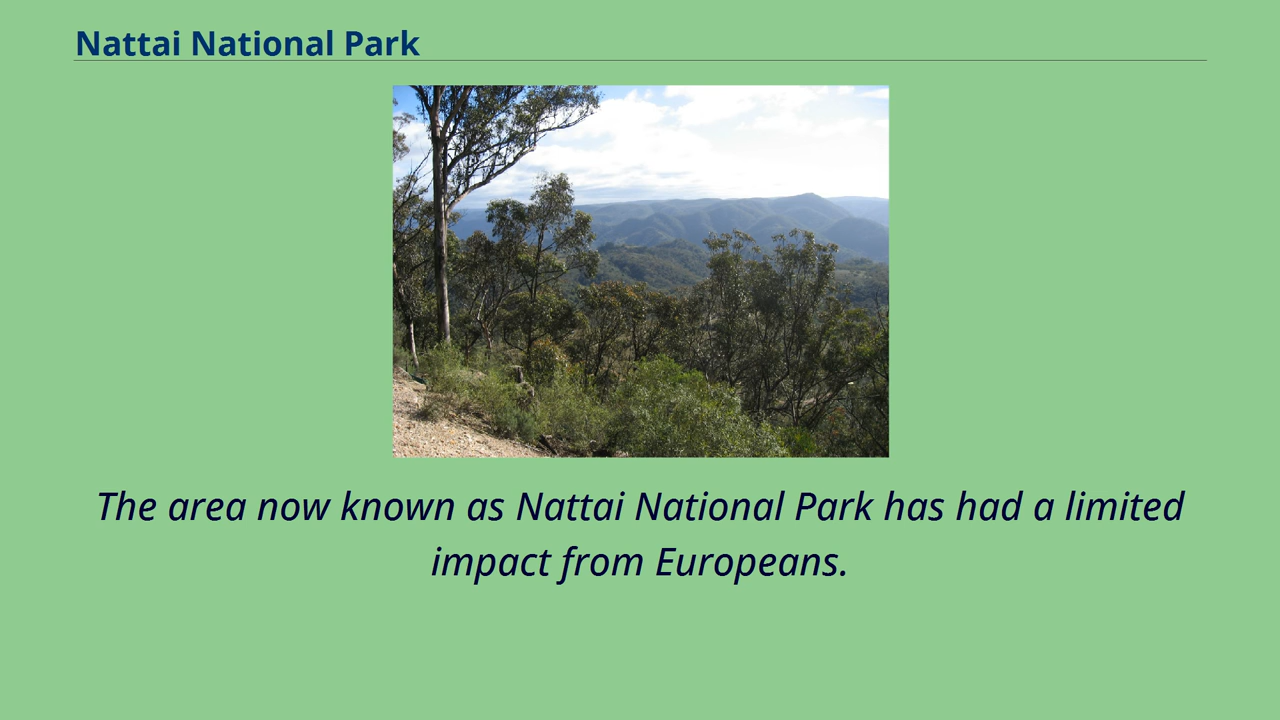 Nattai National Park
The area now known as Nattai National Park has had a limited
impact from Europeans.